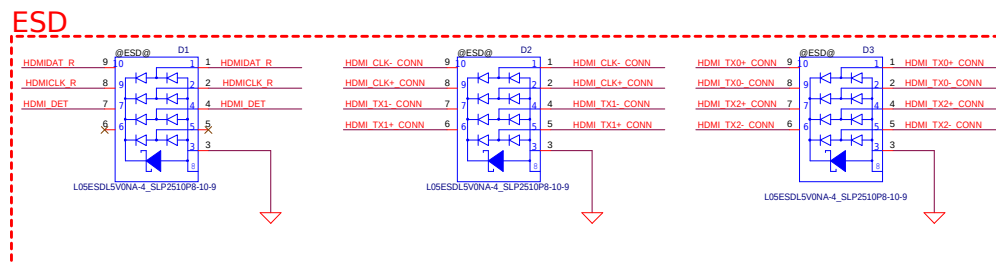 ESD
@ESD@ D1
HDMIDAT_R 9 10 1 1 HDMIDAT_R
HDMICLK_R 8 9 2 2 HDMICLK_R
HDMI_DET 7 7 4 4 HDMI_DET
6 6 5 5
3 3
8
L05ESDL5V0NA-4_SLP2510P8-10-9
@ESD@ D2
HDMI_CLK-_CONN 9 10 1 1 HDMI_CLK-_CONN
HDMI_CLK+_CONN 8 9 2 2 HDMI_CLK+_CONN
HDMI_TX1-_CONN 7 7 4 4 HDMI_TX1-_CONN
HDMI_TX1+_CONN 6 6 5 5 HDMI_TX1+_CONN
3 3
8
L05ESDL5V0NA-4_SLP2510P8-10-9
@ESD@ D3
HDMI_TX0+_CONN 9 10 1 1 HDMI_TX0+_CONN
HDMI_TX0-_CONN 8 9 2 2 HDMI_TX0-_CONN
HDMI_TX2+_CONN 7 7 4 4 HDMI_TX2+_CONN
HDMI_TX2-_CONN 6 6 5 5 HDMI_TX2-_CONN
3 3
8
L05ESDL5V0NA-4_SLP2510P8-10-9